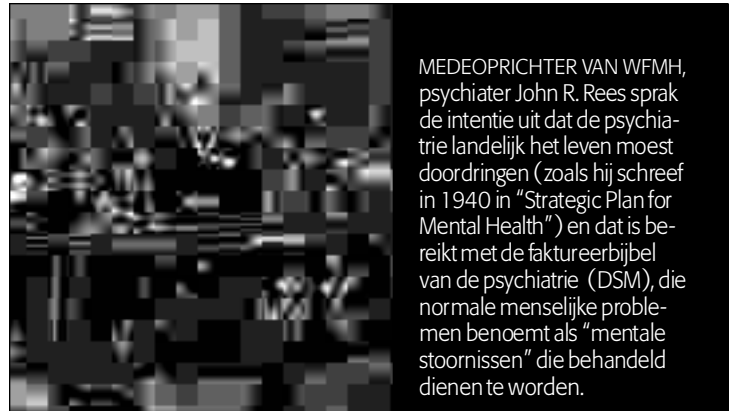 MEDEOPRICHTER VAN WFMH,
psychiater John R. Rees sprak
de intentie uit dat de psychia-
trie landelijk het leven moest
doordringen (zoals hij schreef
in 1940 in “Strategic Plan for
Mental Health”) en dat is be-
reikt met de faktureerbijbel
van de psychiatrie (DSM), die
normale menselijke proble-
men benoemt als “mentale
stoornissen” die behandeld
dienen te worden.